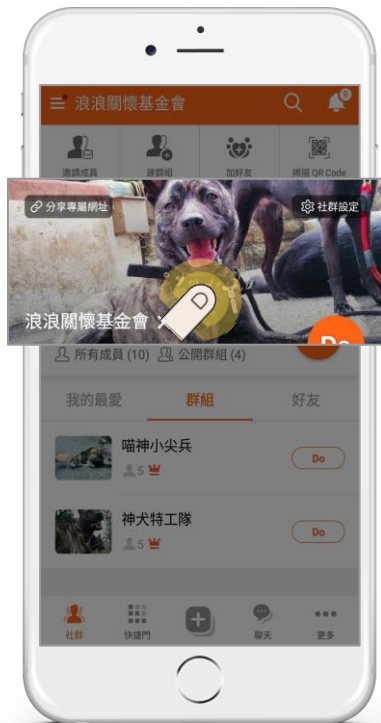 浪浪關懷基金會
9
邀請成員 建群組 加好友 掃描 QR Code
分享專屬網址 社群設定
浪浪關懷基金會
Do
所有成員 (10) 公開群組 (4)
我的最愛 群組 好友
喵神小尖兵
5
Do
神犬特工隊
5
Do
社群 快捷門 聊天 更多